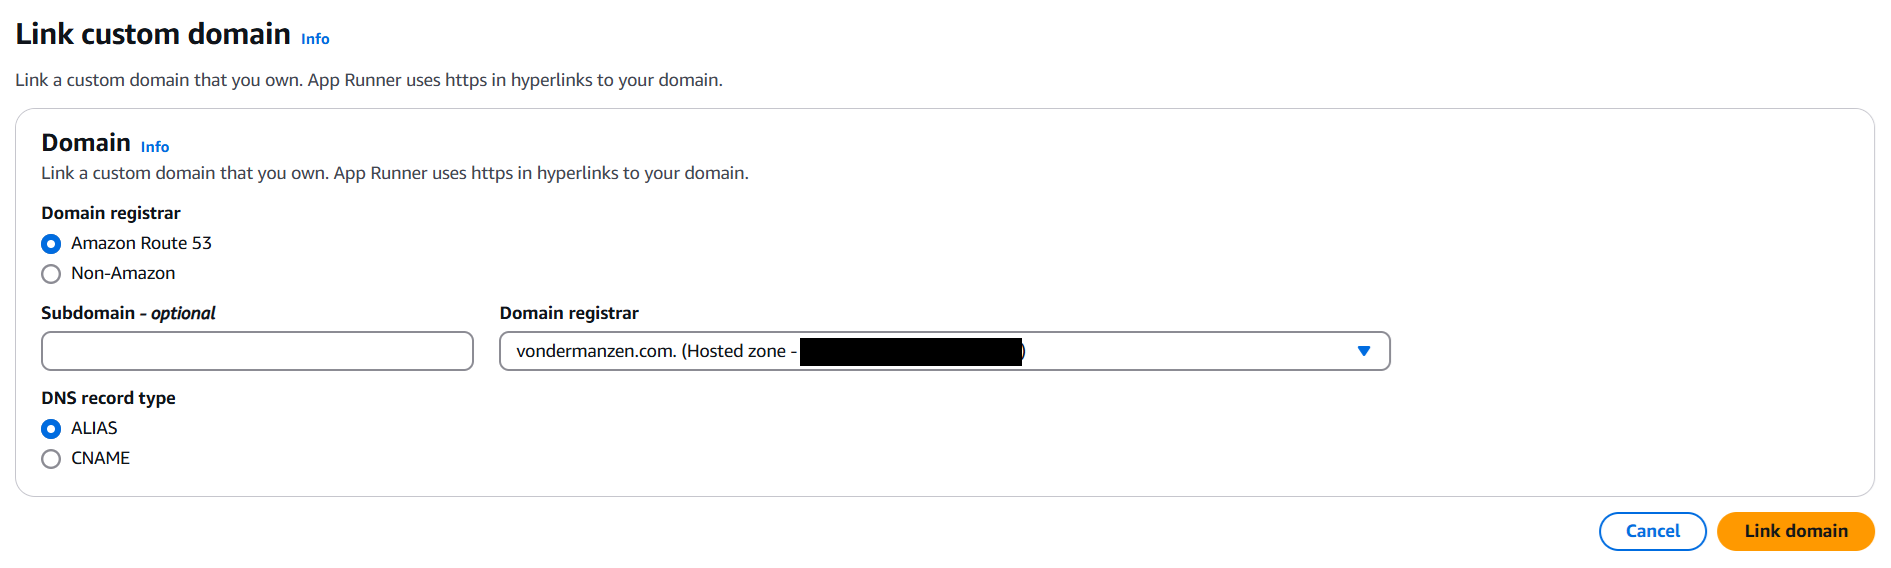 Link custom domain Info
Link a custom domain that you own. App Runner uses https in hyperlinks to your domain.
Domain Info
Link a custom domain that you own. App Runner uses https in hyperlinks to your domain.
Domain registrar
Amazon Route 53
Non-Amazon
Subdomain - optional
Domain registrar
vondermanzen.com. (Hosted zone - )
DNS record type
ALIAS
CNAME
Cancel
Link domain